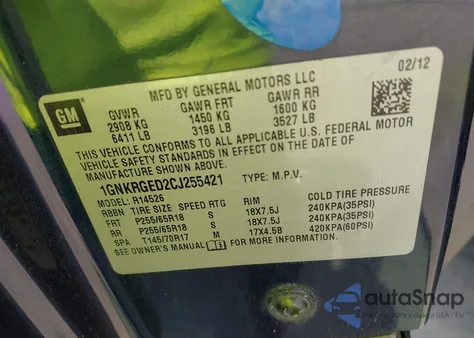 MFD BY GENERAL MOTORS LLC 02/12
GM GVWR GAWR FRT GAWR RR
2908 KG 1450 KG 1600 KG
6411 LB 3196 LB 3527 LB
THIS VEHICLE CONFORMS TO ALL APPLICABLE U.S. FEDERAL MOTOR
VEHICLE SAFETY STANDARDS IN EFFECT ON THE DATE OF
MANUFACTURE SHOWN ABOVE.
1GNKRGED2CJ255421 TYPE: M.P.V.
MODEL: R14526
RBBN TIRE SIZE SPEED RTG RIM COLD TIRE PRESSURE
FRT P255/65R18 S 18X7.5J 240KPA(35PSI)
RR P255/65R18 S 18X7.5J 240KPA(35PSI)
SPA T145/70R17 M 17X4.5B 420KPA(60PSI)
SEE OWNER'S MANUAL FOR MORE INFORMATION.
autoSnap